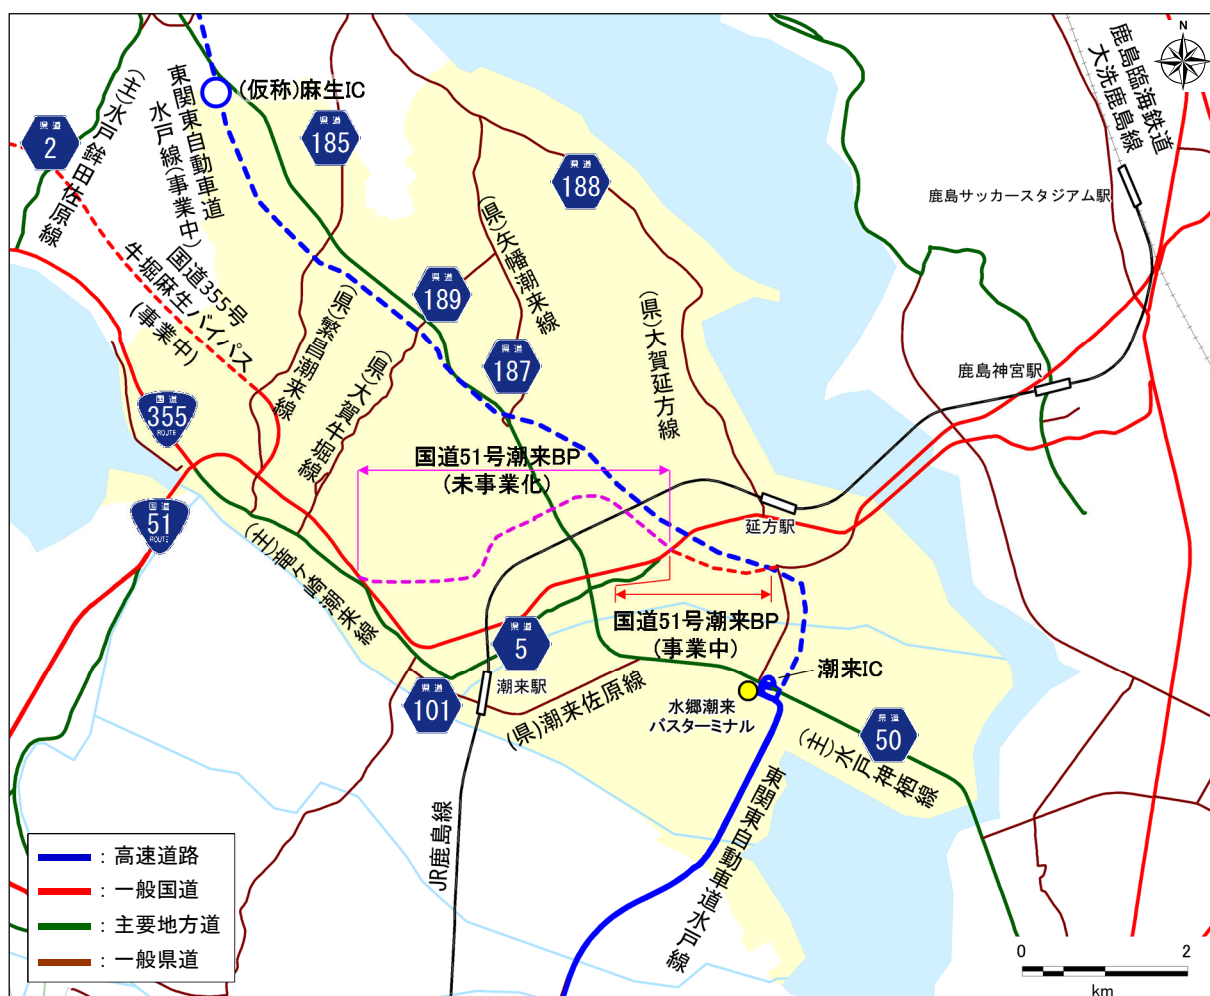 N
鹿島臨海鉄道
大洗鹿島線
(仮称)麻生IC
東関東自動車道
水戸線(事業中)
(主)水戸鉾田佐原線
県道
2
県道
185
県道
188
鹿島サッカースタジアム駅
国道355号
牛堀麻生バイパス
(事業中)
県道
189
(県)矢幡潮来線
(県)繁昌潮来線
(県)大賀牛堀線
(県)大賀延方線
県道
187
鹿島神宮駅
国道
355
ROUTE
国道51号潮来BP
(未事業化)
国道
51
ROUTE
延方駅
(主)竜ヶ崎潮来線
国道51号潮来BP
(事業中)
県道
5
潮来IC
潮来駅
県道
101
(県)潮来佐原線
水郷潮来
バスターミナル
県道
50
(主)水戸神栖線
東関東自動車道水戸線
JR鹿島線
:高速道路
:一般国道
:主要地方道
:一般県道
0 2
km